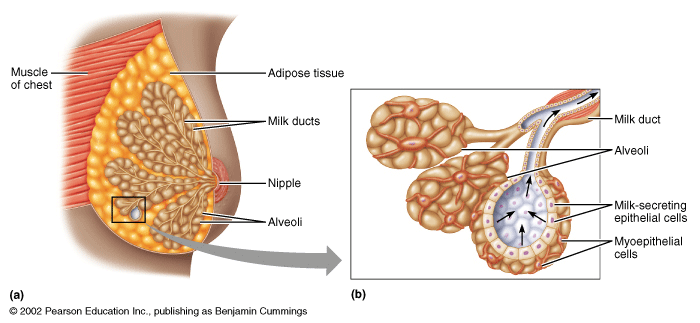 Muscle
of chest
Adipose tissue
Milk ducts
Nipple
Alveoli
(a)
Milk duct
Alveoli
Milk-secreting
epithelial cells
Myoepithelial
cells
(b)
© 2002 Pearson Education Inc., publishing as Benjamin Cummings